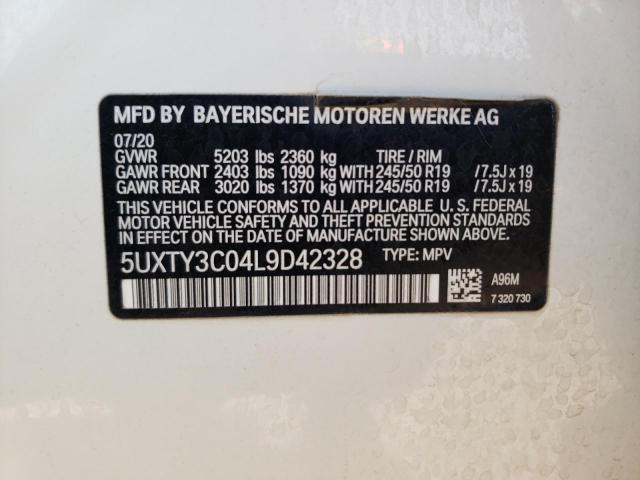 MFD BY BAYERISCHE MOTOREN WERKE AG
07/20
GVWR 5203 lbs 2360 kg TIRE / RIM
GAWR FRONT 2403 lbs 1090 kg WITH 245/50 R19 / 7.5J x 19
GAWR REAR 3020 lbs 1370 kg WITH 245/50 R19 / 7.5J x 19
THIS VEHICLE CONFORMS TO ALL APPLICABLE U. S. FEDERAL
MOTOR VEHICLE SAFETY AND THEFT PREVENTION STANDARDS
IN EFFECT ON THE DATE OF MANUFACTURE SHOWN ABOVE.
5UXTY3C04L9D42328 TYPE: MPV
A96M
7 320 730